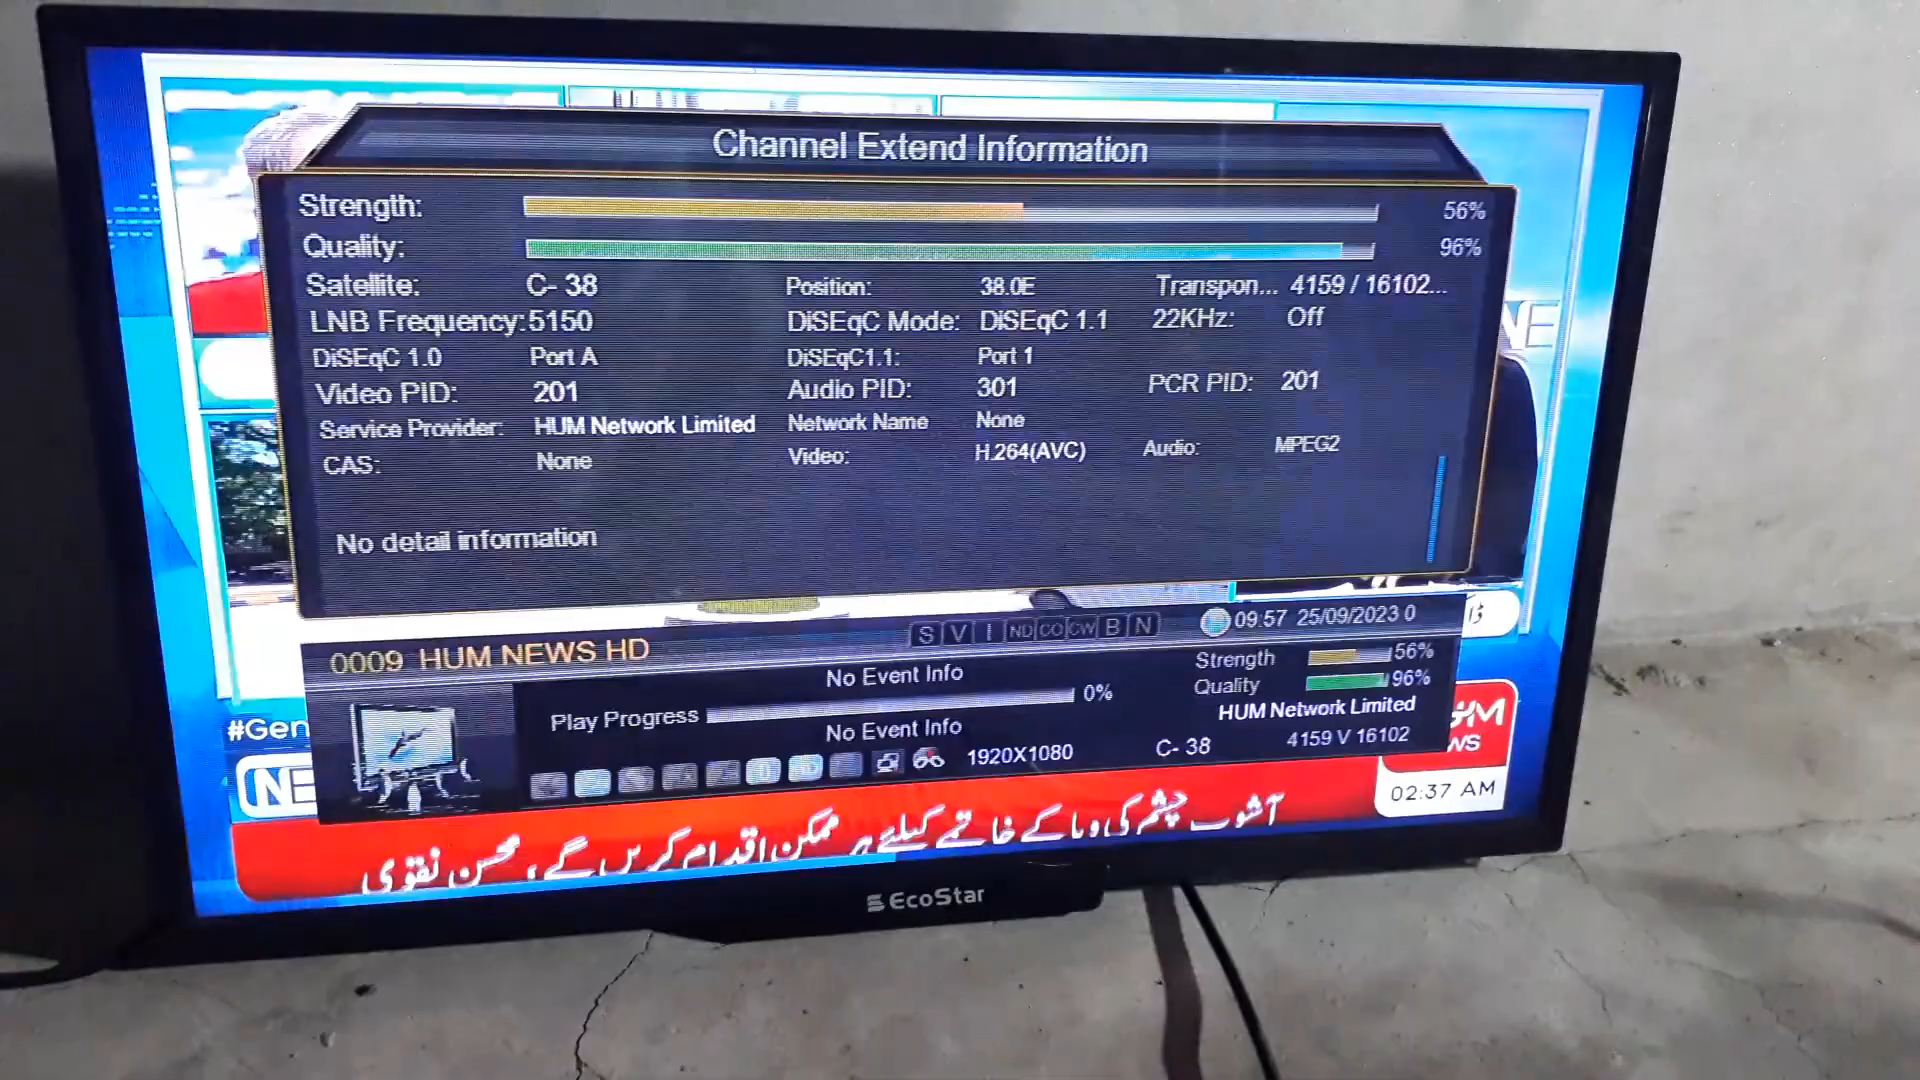 Channel Extend Information
Strength: 56%
Quality: 96%
Satellite: C- 38 Position: 38.0E Transpon... 4159 / 16102...
LNB Frequency: 5150 DiSEqC Mode: DiSEqC 1.1 22KHz: Off
DiSEqC 1.0 Port A DiSEqC1.1: Port 1
Video PID: 201 Audio PID: 301 PCR PID: 201
Service Provider: HUM Network Limited Network Name None
CAS: None Video: H.264(AVC) Audio: MPEG2
No detail information
NE
S V I ND CO CW B N 09:57 25/09/2023 0
0009 HUM NEWS HD
No Event Info
Strength 56%
Quality 96%
Play Progress 0%
No Event Info
HUM Network Limited
1920X1080 C- 38 4159 V 16102
#Gen
NE
WS
02:37 AM
آشوب چشم کی وبا کے خاتمے کیلئے ہر ممکن اقدام کریں گے، محسن نقوی
EcoStar